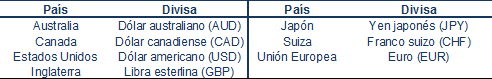 País Divisa País Divisa
Australia Dólar australiano (AUD) Japón Yen japonés (JPY)
Canada Dólar canadiense (CAD) Suiza Franco suizo (CHF)
Estados Unidos Dólar americano (USD) Unión Europea Euro (EUR)
Inglaterra Libra esterlina (GBP)